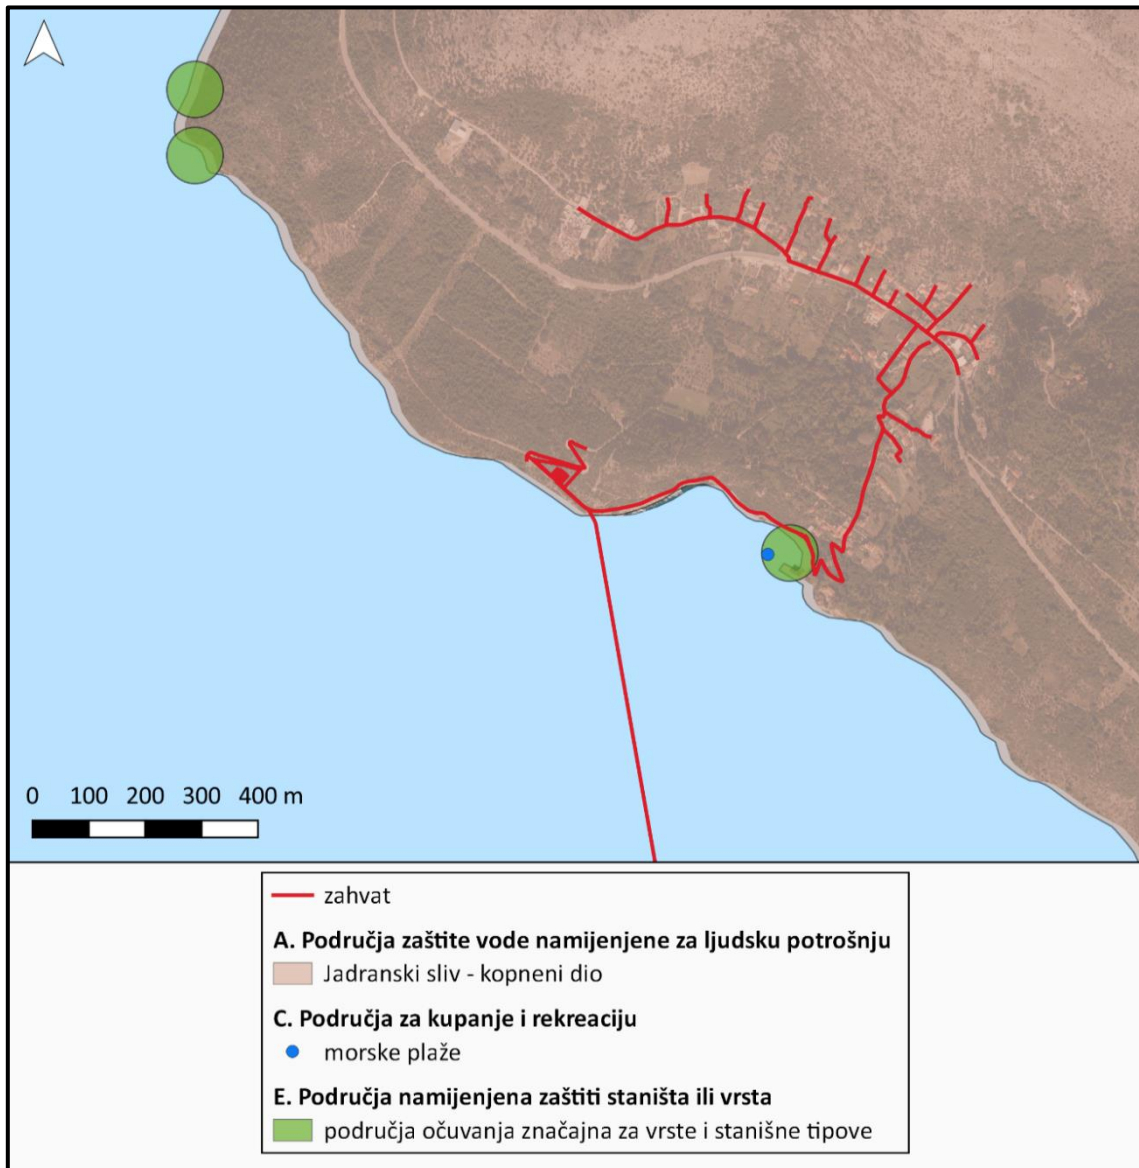 0 100 200 300 400 m
zahvat
A. Područja zaštite vode namijenjene za ljudsku potrošnju
Jadranski sliv - kopneni dio
C. Područja za kupanje i rekreaciju
morske plaže
E. Područja namijenjena zaštiti staništa ili vrsta
područja očuvanja značajna za vrste i stanišne tipove